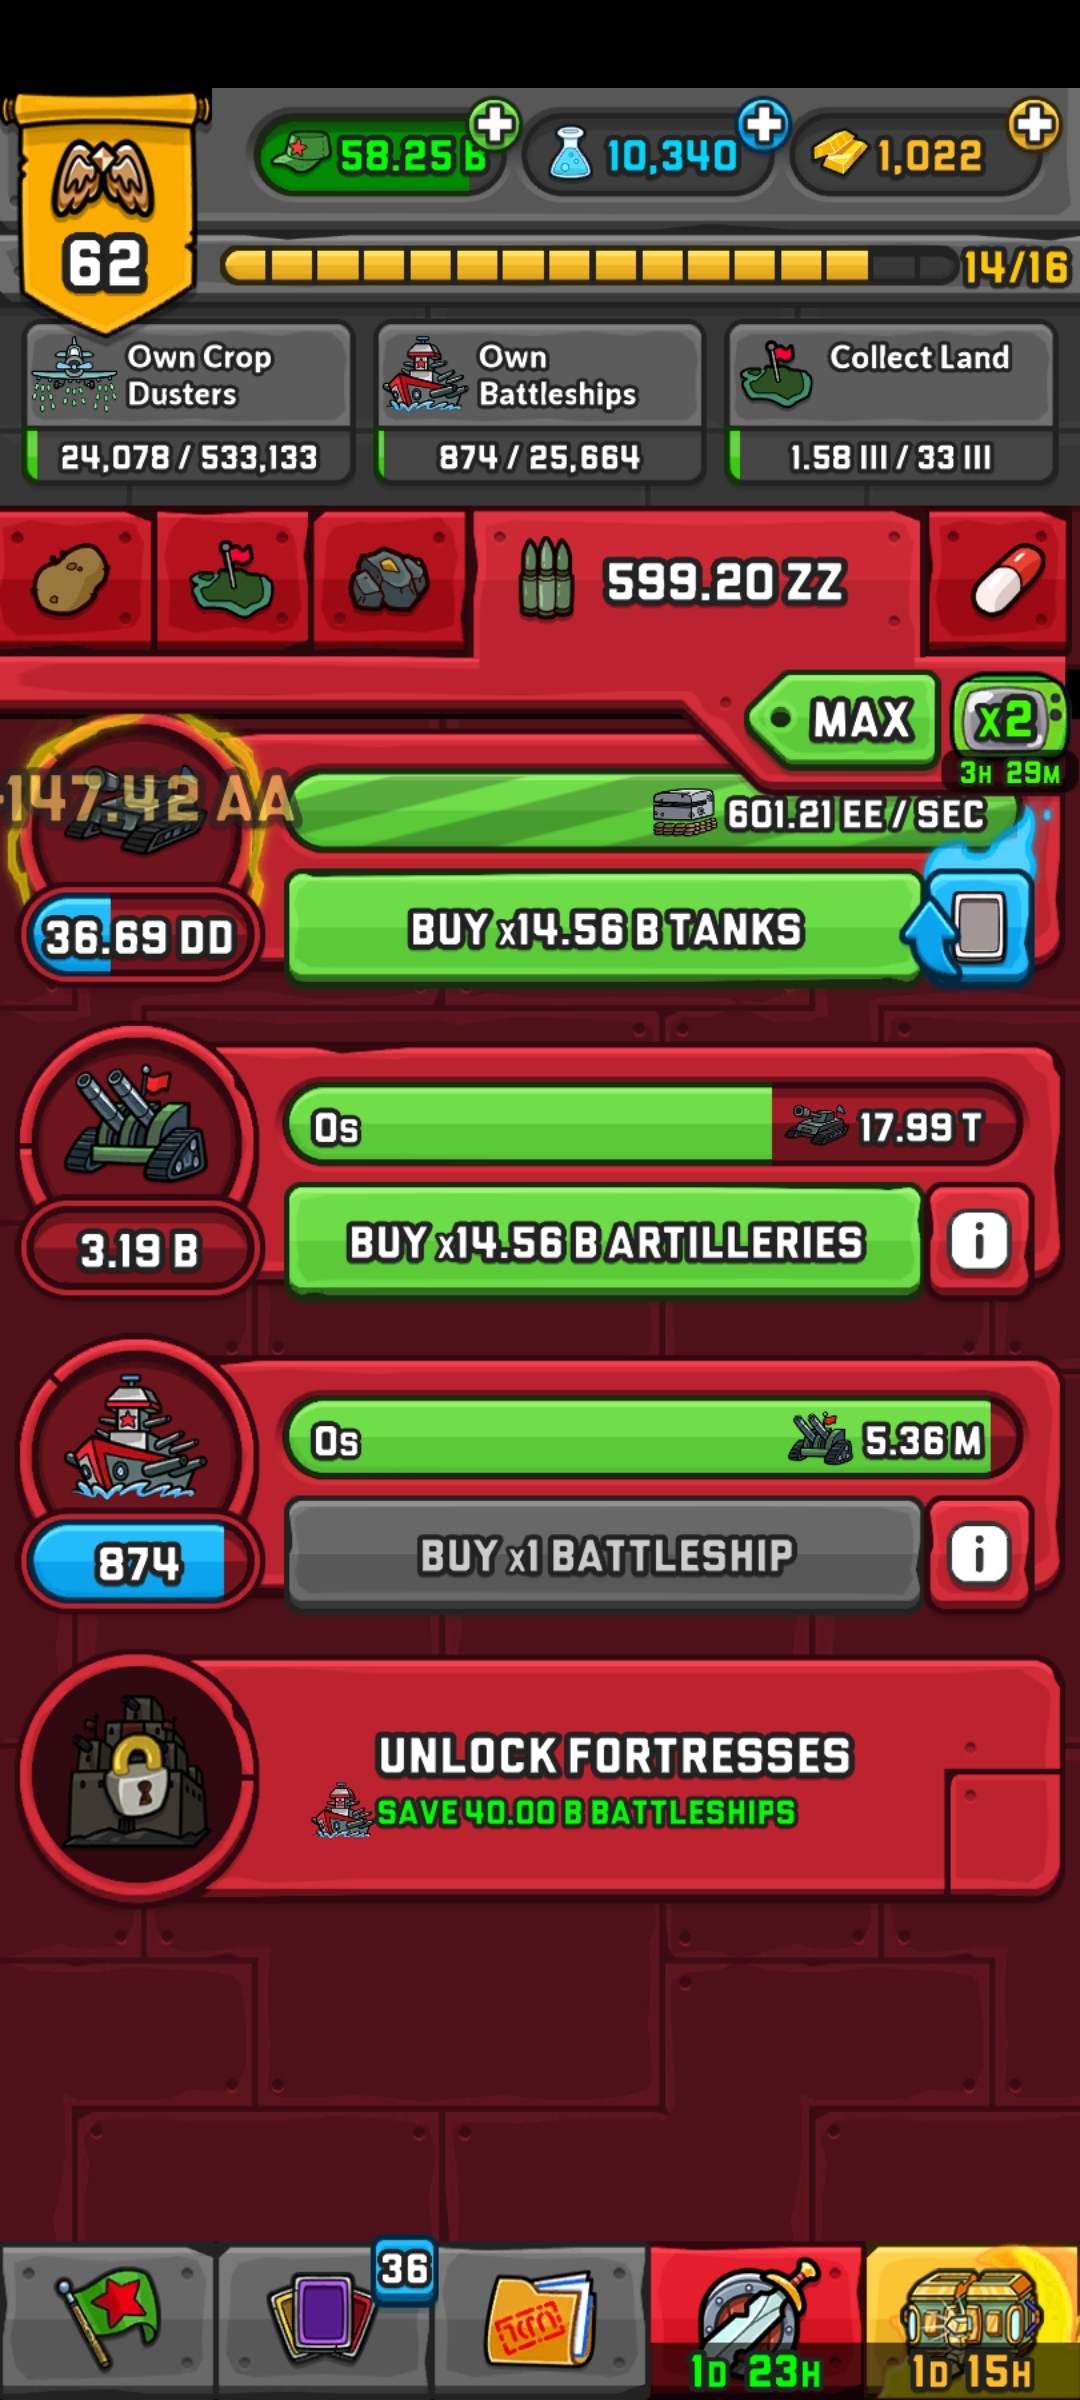 62
58.25 B
10,340
1,022
14/16
Own Crop Dusters
24,078 / 533,133
Own Battleships
874 / 25,664
Collect Land
1.58 III / 33 III
599.20 ZZ
MAX
x2
3H 29M
147.42 AA
601.21 EE / SEC
36.69 DD
BUY x14.56 B TANKS
0s
17.99 T
3.19 B
BUY x14.56 B ARTILLERIES
i
0s
5.36 M
874
BUY x1 BATTLESHIP
i
UNLOCK FORTRESSES
SAVE 40.00 B BATTLESHIPS
36
1D 23H
1D 15H